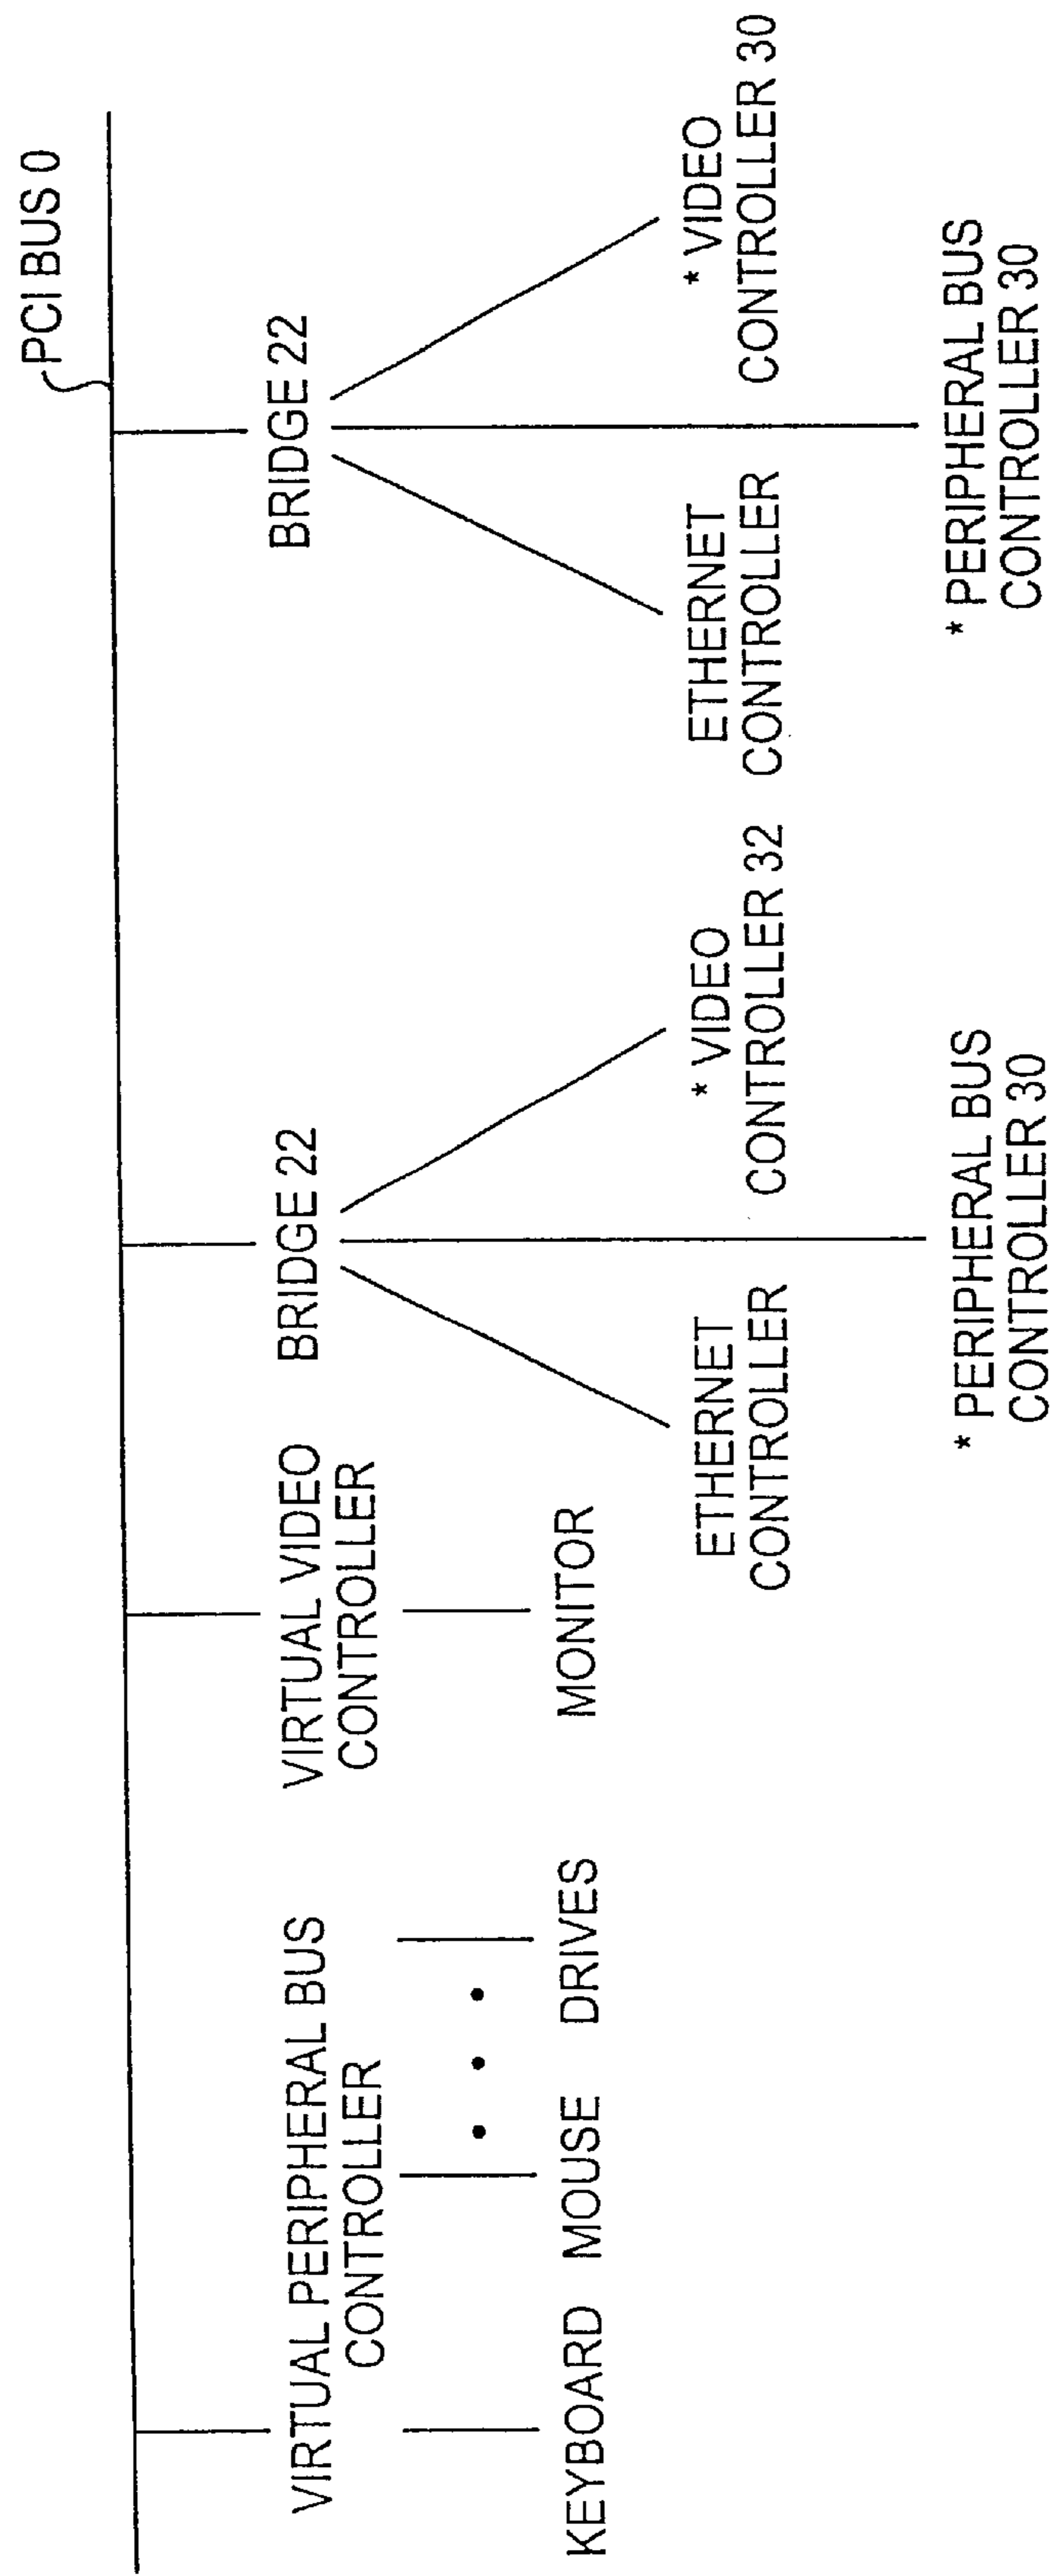 PCI BUS 0
VIRTUAL PERIPHERAL BUS
CONTROLLER
KEYBOARD MOUSE DRIVES
VIRTUAL VIDEO
CONTROLLER
MONITOR
BRIDGE 22
ETHERNET
CONTROLLER
* VIDEO
CONTROLLER 32
* PERIPHERAL BUS
CONTROLLER 30
BRIDGE 22
ETHERNET
CONTROLLER
* VIDEO
CONTROLLER 30
* PERIPHERAL BUS
CONTROLLER 30